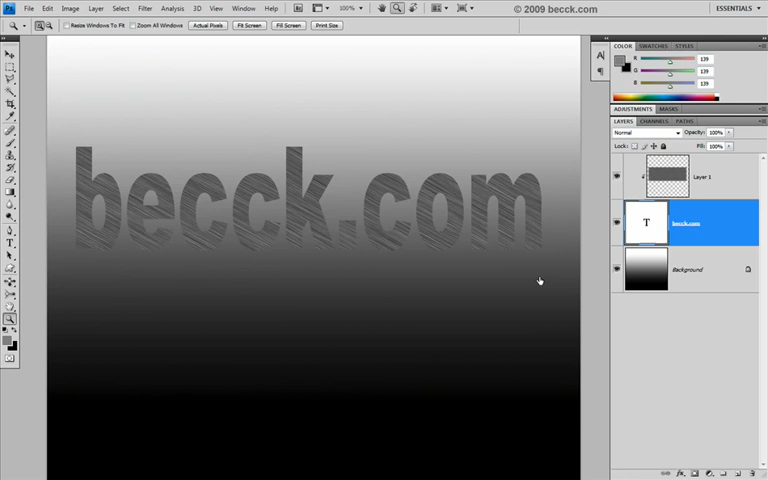 Ps File Edit Image Layer Select Filter Analysis 3D View Window Help Br 100% © 2009 becck.com ESSENTIALS
Resize Windows To Fit Zoom All Windows Actual Pixels Fit Screen Fill Screen Print Size
COLOR SWATCHES STYLES
R 139
G 139
B 139
ADJUSTMENTS MASKS
LAYERS CHANNELS PATHS
Normal Opacity: 100%
Lock: Fill: 100%
Layer 1
T becck.com
Background
becck.com